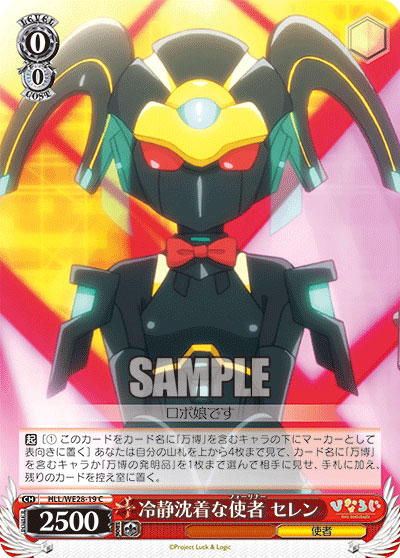 LEVEL
0
0
COST
SAMPLE
ロボ娘です
起 [① このカードをカード名に「万博」を含むキャラの下にマーカーとして
表向きに置く] あなたは自分の山札を上から4枚まで見て、カード名に「万博」
を含むキャラか「万博の発明品」を1枚まで選んで相手に見せ、手札に加え、
残りのカードを控え室に置く。
CH HLL/WE28-19 C
2500
フォーリナー
冷静沈着な使者 セレン
ひなろじ
使者
©Project Luck & Logic